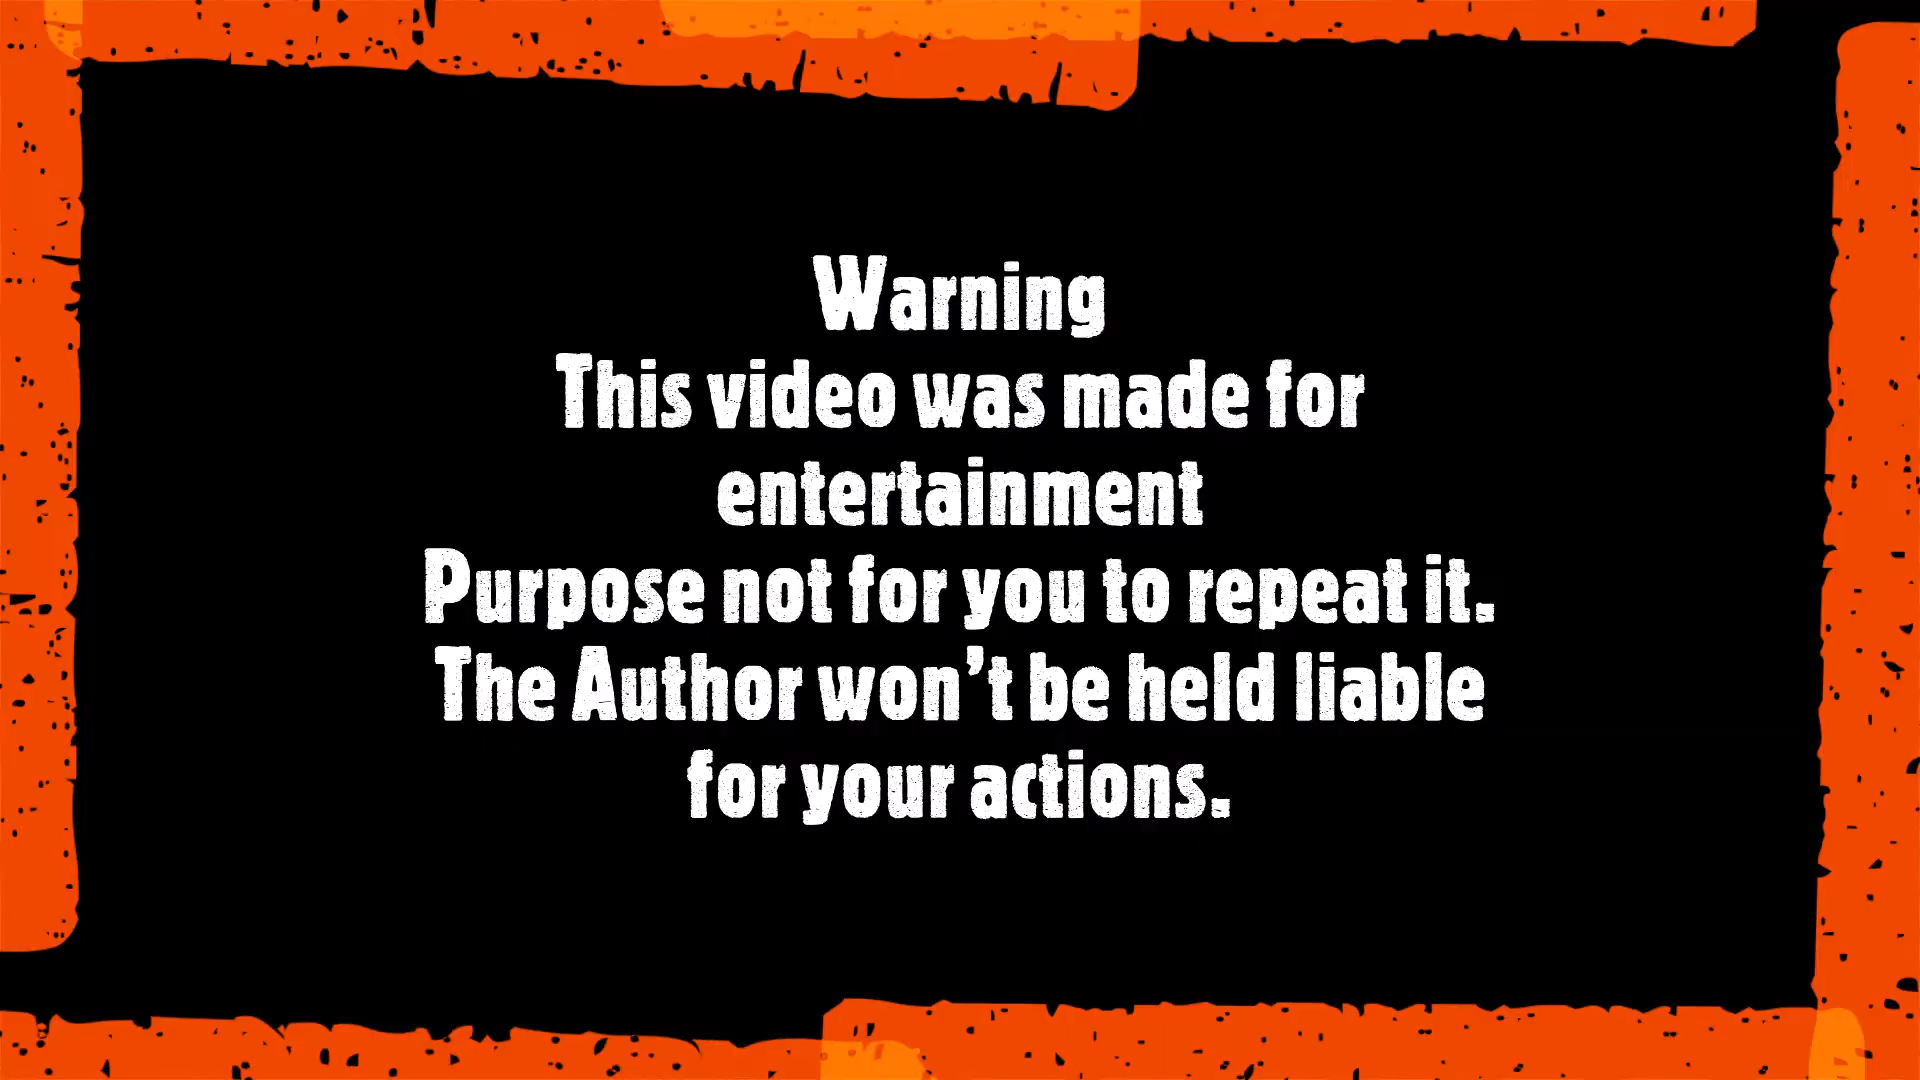 Warning
This video was made for
entertainment
Purpose not for you to repeat it.
The Author won't be held liable
for your actions.